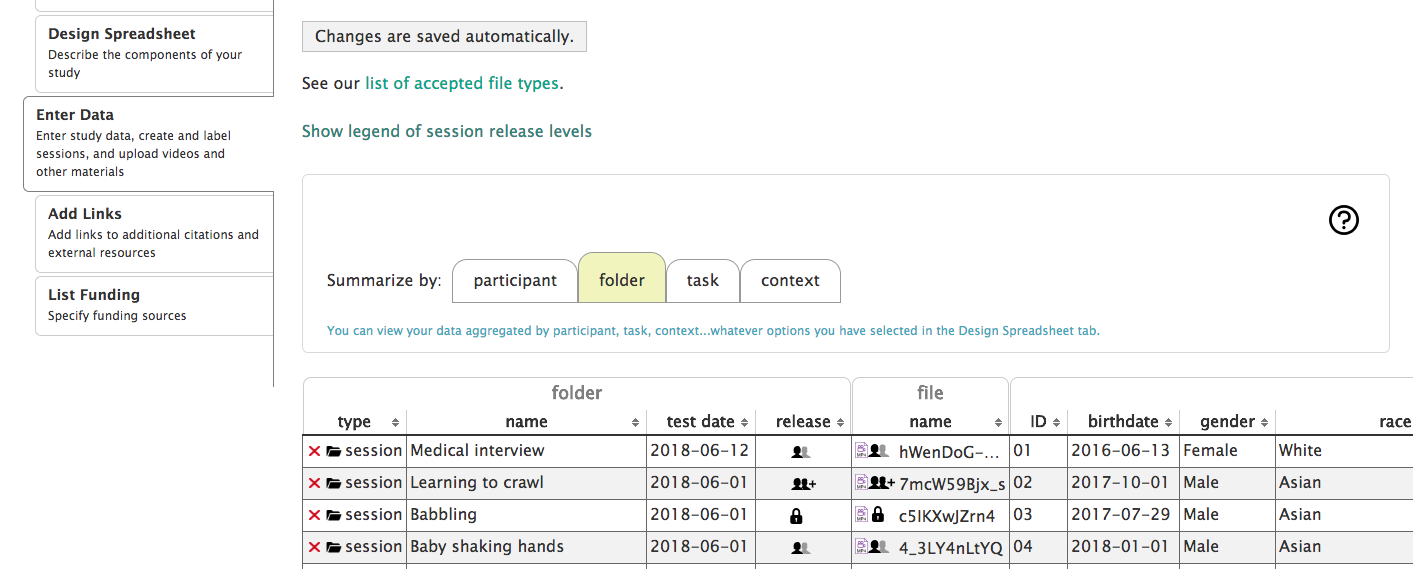 Design Spreadsheet
Describe the components of your
study
Enter Data
Enter study data, create and label
sessions, and upload videos and
other materials
Add Links
Add links to additional citations and
external resources
List Funding
Specify funding sources
Changes are saved automatically.
See our list of accepted file types.
Show legend of session release levels
Summarize by: participant folder task context
You can view your data aggregated by participant, task, context...whatever options you have selected in the Design Spreadsheet tab.
folder file
type name test date release name ID birthdate gender race
session Medical interview 2018-06-12 hWenDoG-... 01 2016-06-13 Female White
session Learning to crawl 2018-06-01 7mcW59Bjx_s 02 2017-10-01 Male Asian
session Babbling 2018-06-01 c5IKXwJZrn4 03 2017-07-29 Male Asian
session Baby shaking hands 2018-06-01 4_3LY4nLtYQ 04 2018-01-01 Male Asian